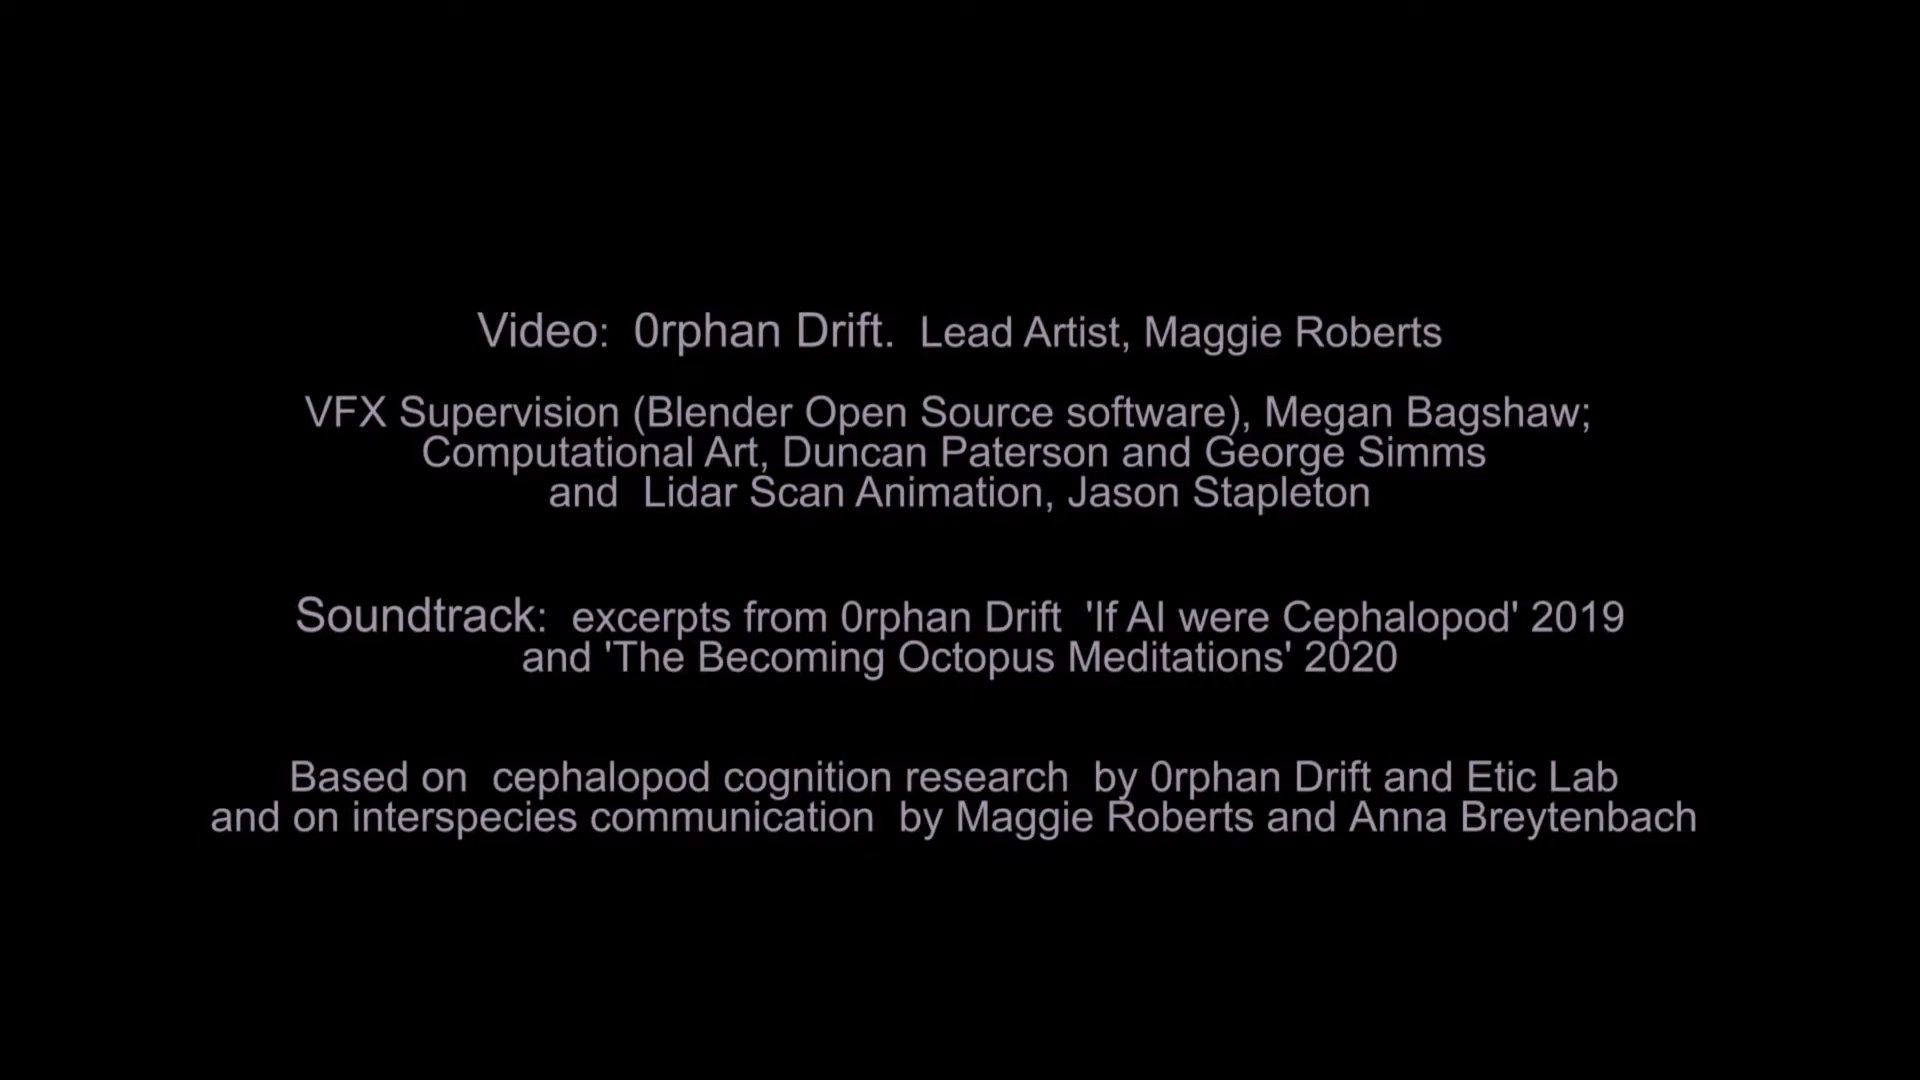 Video:  0rphan Drift.  Lead Artist, Maggie Roberts
VFX Supervision (Blender Open Source software), Megan Bagshaw;
Computational Art, Duncan Paterson and George Simms
and  Lidar Scan Animation, Jason Stapleton
Soundtrack:  excerpts from 0rphan Drift  'If AI were Cephalopod' 2019
and 'The Becoming Octopus Meditations' 2020
Based on  cephalopod cognition research  by 0rphan Drift and Etic Lab
and on interspecies communication  by Maggie Roberts and Anna Breytenbach